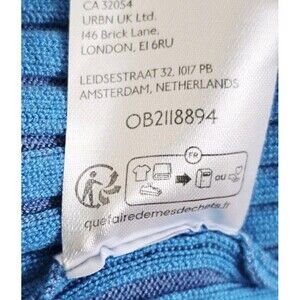 CA 32054
URBN UK Ltd.
146 Brick Lane,
LONDON, E1 6RU
LEIDSESTRAAT 32, 1017 PB
AMSTERDAM, NETHERLANDS
OB2118894
FR
OU
quefairedemesdechets.fr